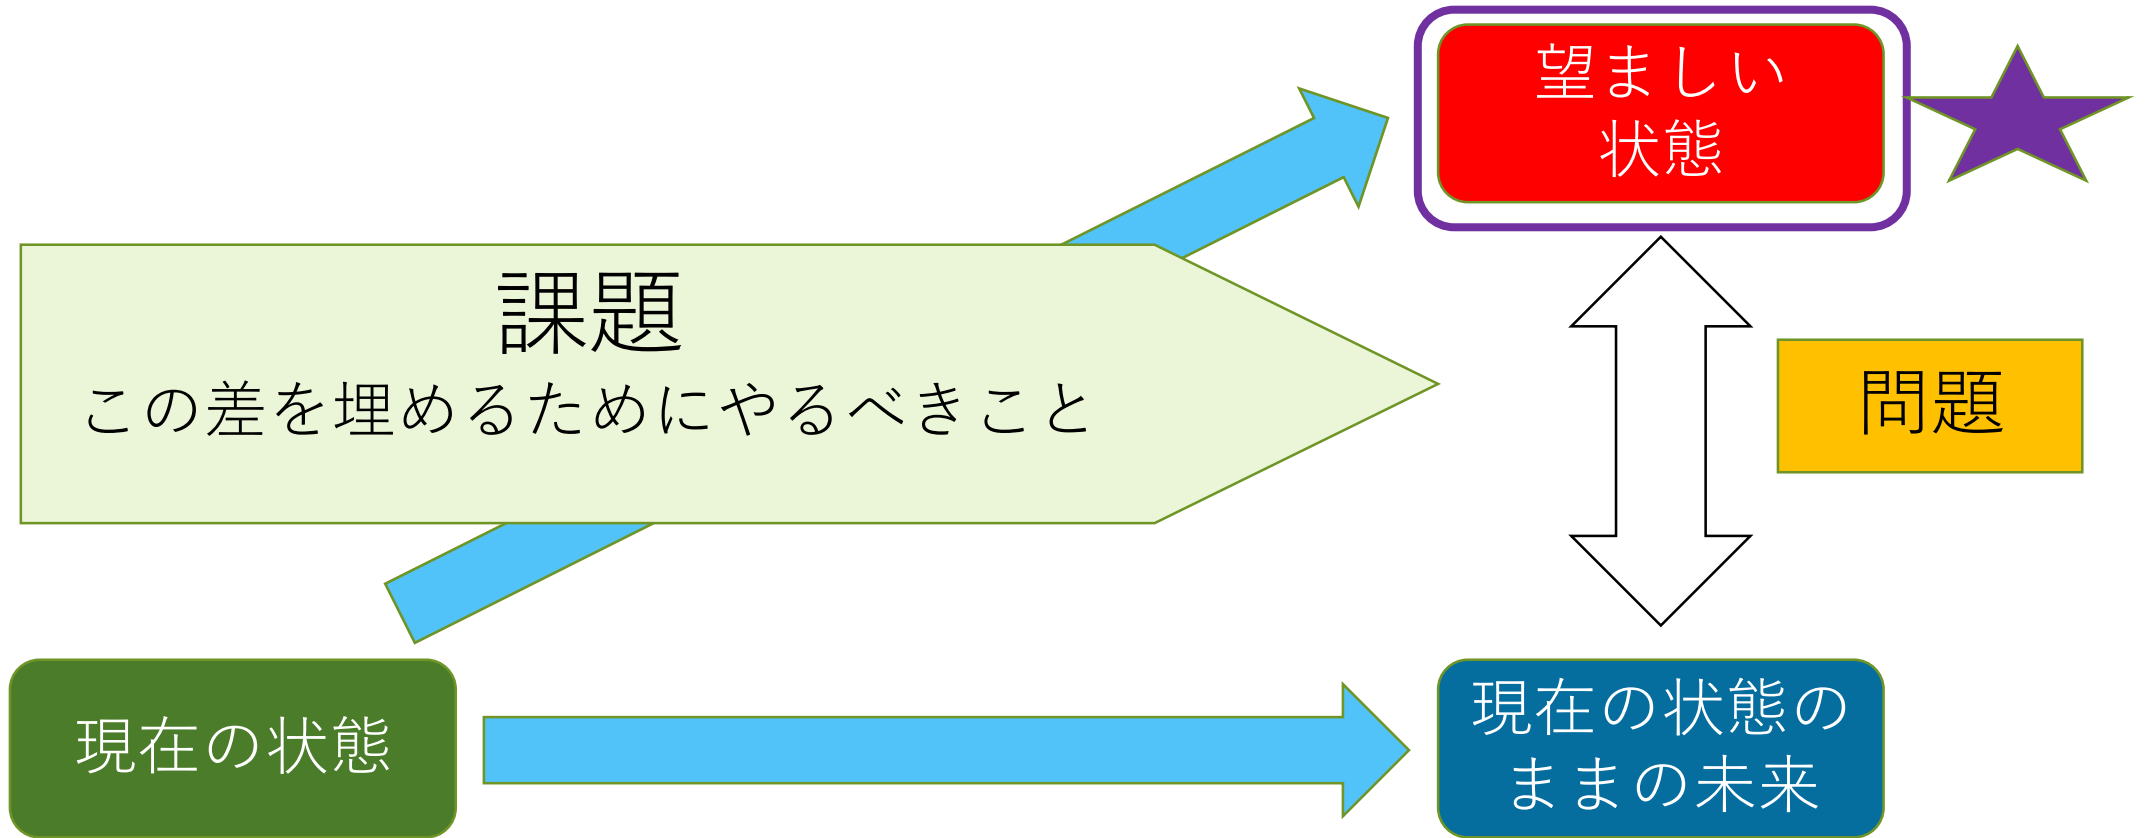 望ましい
状態
課題
この差を埋めるためにやるべきこと
問題
現在の状態
現在の状態の
ままの未来